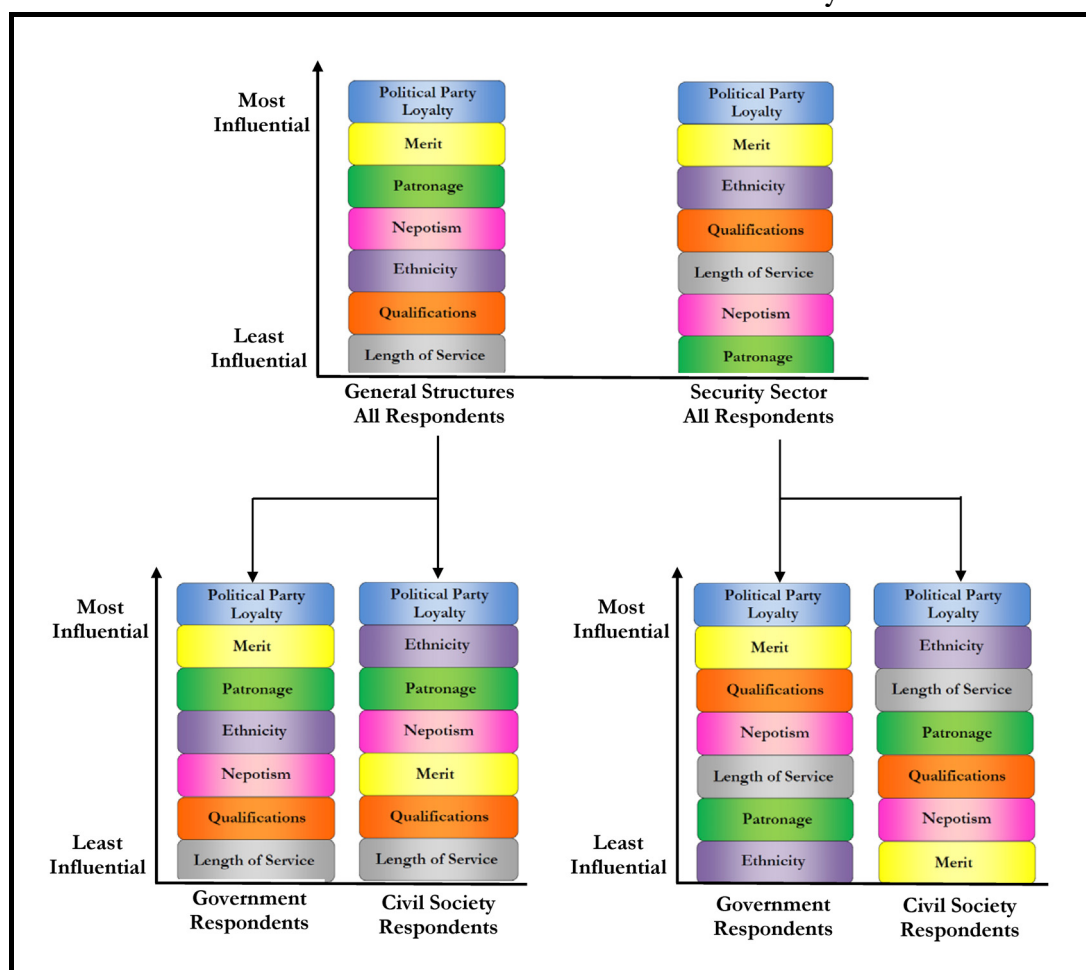 Most
Influential
Least
Influential
Political Party
Loyalty
Merit
Patronage
Nepotism
Ethnicity
Qualifications
Length of Service
General Structures
All Respondents
Political Party
Loyalty
Merit
Ethnicity
Qualifications
Length of Service
Nepotism
Patronage
Security Sector
All Respondents
Most
Influential
Least
Influential
Political Party
Loyalty
Merit
Patronage
Ethnicity
Nepotism
Qualifications
Length of Service
Government
Respondents
Political Party
Loyalty
Ethnicity
Patronage
Nepotism
Merit
Qualifications
Length of Service
Civil Society
Respondents
Most
Influential
Least
Influential
Political Party
Loyalty
Merit
Qualifications
Nepotism
Length of Service
Patronage
Ethnicity
Government
Respondents
Political Party
Loyalty
Ethnicity
Length of Service
Patronage
Qualifications
Nepotism
Merit
Civil Society
Respondents